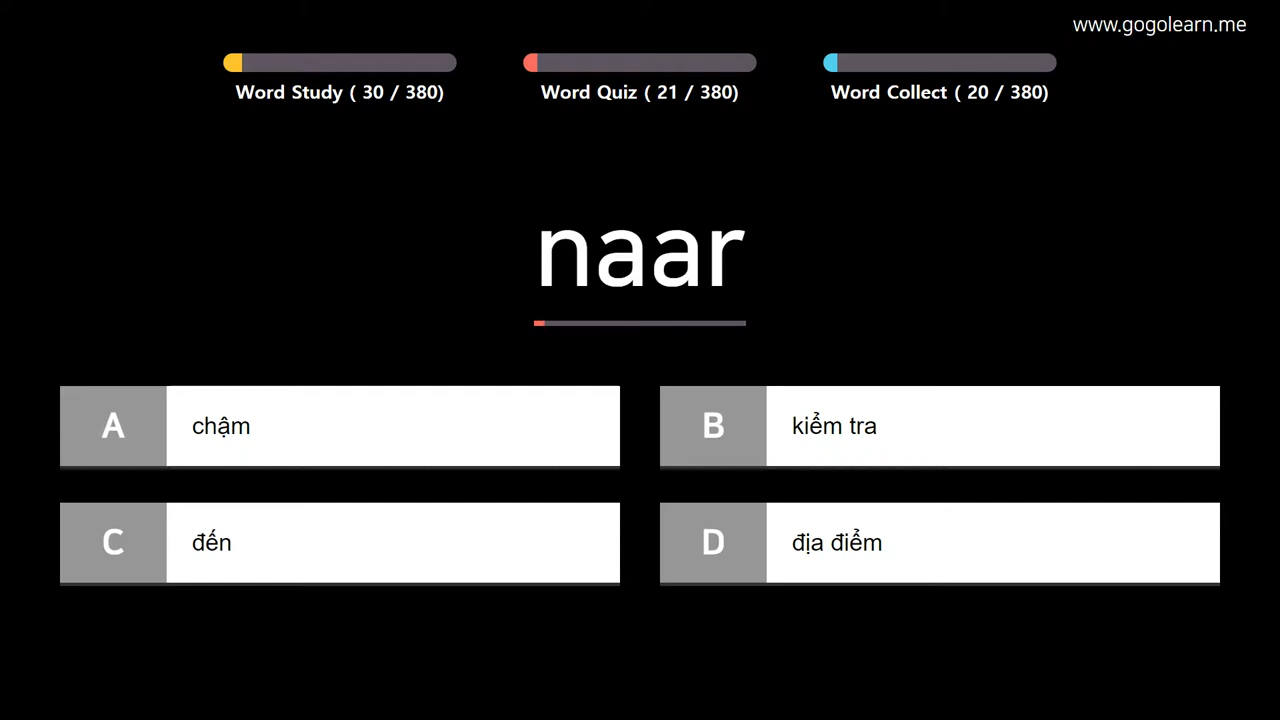 www.gogolearn.me
Word Study ( 30 / 380)
Word Quiz ( 21 / 380)
Word Collect ( 20 / 380)
naar
A chậm
B kiểm tra
C đến
D địa điểm